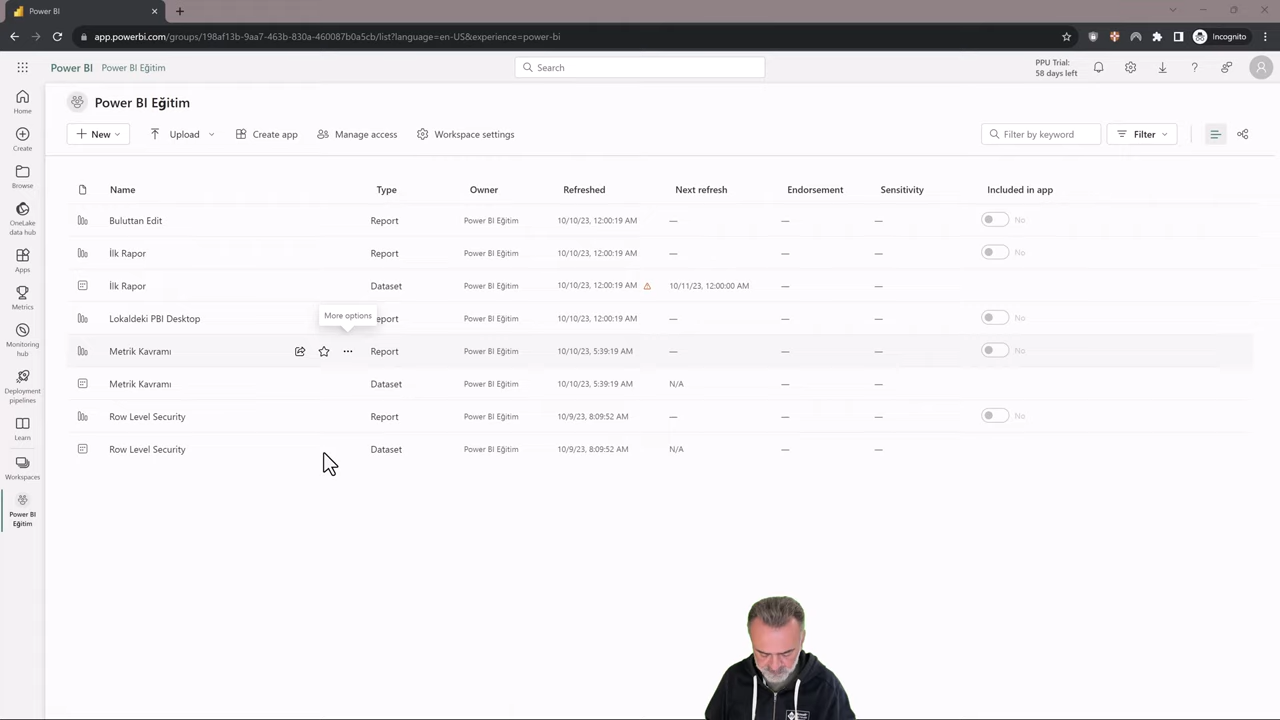 Power BI
app.powerbi.com/groups/198af13b-9aa7-463b-830a-460087b0a5cb/list?language=en-US&experience=power-bi
Incognito
Power BI Power BI Eğitim
Search
PPU Trial:
58 days left
Home
Create
Browse
OneLake
data hub
Apps
Metrics
Monitoring
hub
Deployment
pipelines
Learn
Workspaces
Power BI
Eğitim
Power BI Eğitim
New Upload Create app Manage access Workspace settings Filter by keyword Filter
Name Type Owner Refreshed Next refresh Endorsement Sensitivity Included in app
Buluttan Edit Report Power BI Eğitim 10/10/23, 12:00:19 AM — — — No
İlk Rapor Report Power BI Eğitim 10/10/23, 12:00:19 AM — — — No
İlk Rapor Dataset Power BI Eğitim 10/10/23, 12:00:19 AM 10/11/23, 12:00:00 AM — —
More options
Lokaldeki PBI Desktop eport Power BI Eğitim 10/10/23, 12:00:19 AM — — — No
Metrik Kavramı Report Power BI Eğitim 10/10/23, 5:39:19 AM — — — No
Metrik Kavramı Dataset Power BI Eğitim 10/10/23, 5:39:19 AM N/A — —
Row Level Security Report Power BI Eğitim 10/9/23, 8:09:52 AM — — — No
Row Level Security Dataset Power BI Eğitim 10/9/23, 8:09:52 AM N/A — —